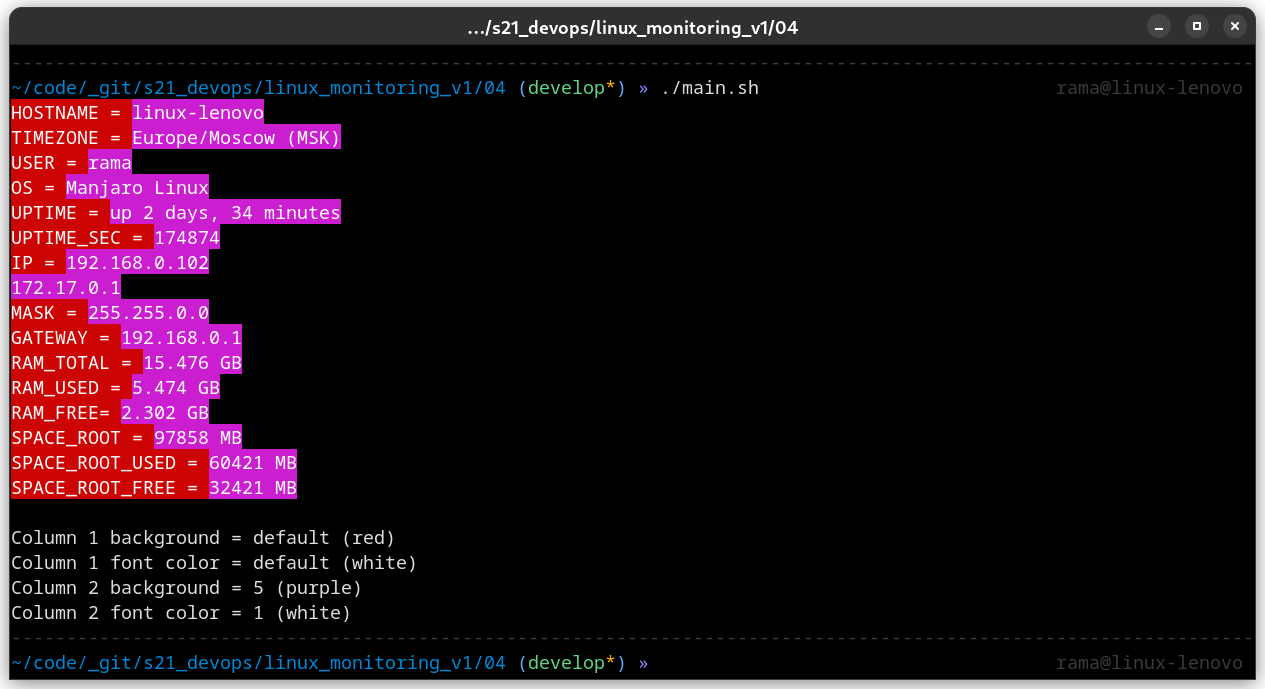 .../s21_devops/linux_monitoring_v1/04
~/code/_git/s21_devops/linux_monitoring_v1/04 (develop*) » ./main.sh rama@linux-lenovo
HOSTNAME = linux-lenovo
TIMEZONE = Europe/Moscow (MSK)
USER = rama
OS = Manjaro Linux
UPTIME = up 2 days, 34 minutes
UPTIME_SEC = 174874
IP = 192.168.0.102
172.17.0.1
MASK = 255.255.0.0
GATEWAY = 192.168.0.1
RAM_TOTAL = 15.476 GB
RAM_USED = 5.474 GB
RAM_FREE= 2.302 GB
SPACE_ROOT = 97858 MB
SPACE_ROOT_USED = 60421 MB
SPACE_ROOT_FREE = 32421 MB
Column 1 background = default (red)
Column 1 font color = default (white)
Column 2 background = 5 (purple)
Column 2 font color = 1 (white)
~/code/_git/s21_devops/linux_monitoring_v1/04 (develop*) » rama@linux-lenovo